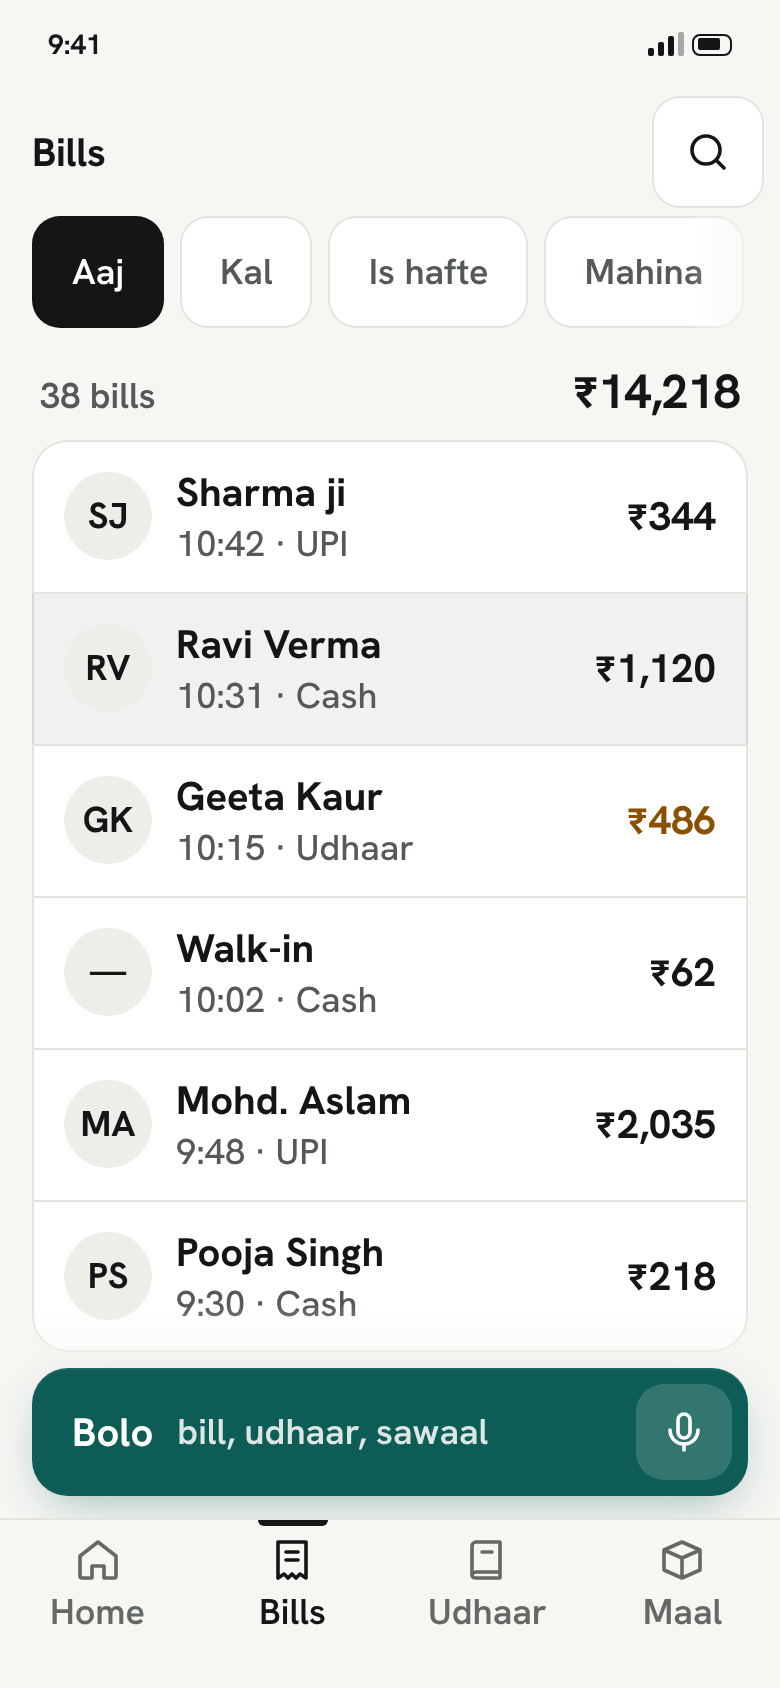 9:41
Bills
Aaj
Kal
Is hafte
Mahina
38 bills
₹14,218
SJ
Sharma ji
10:42 · UPI
₹344
RV
Ravi Verma
10:31 · Cash
₹1,120
GK
Geeta Kaur
10:15 · Udhaar
₹486
—
Walk-in
10:02 · Cash
₹62
MA
Mohd. Aslam
9:48 · UPI
₹2,035
PS
Pooja Singh
9:30 · Cash
₹218
Bolo bill, udhaar, sawaal
Home
Bills
Udhaar
Maal